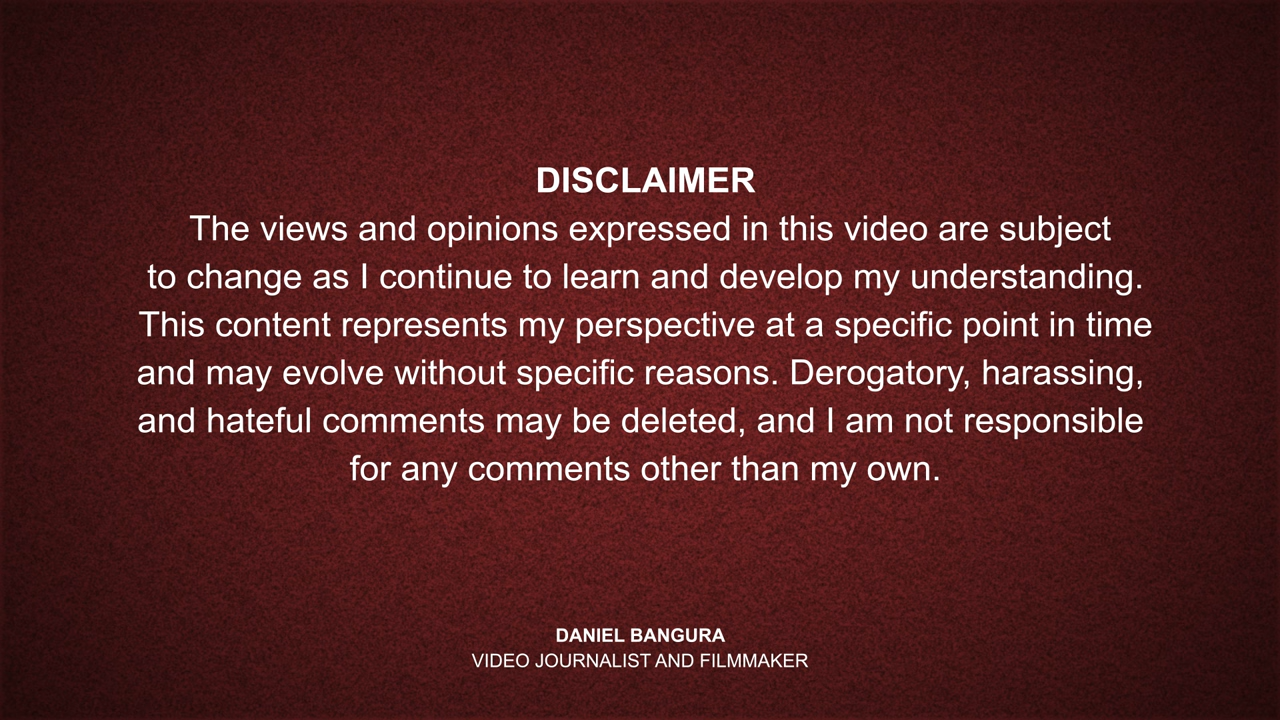 DISCLAIMER
The views and opinions expressed in this video are subject
to change as I continue to learn and develop my understanding.
This content represents my perspective at a specific point in time
and may evolve without specific reasons. Derogatory, harassing,
and hateful comments may be deleted, and I am not responsible
for any comments other than my own.
DANIEL BANGURA
VIDEO JOURNALIST AND FILMMAKER